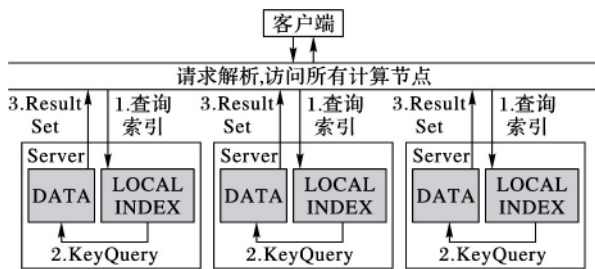 客户端
请求解析,访问所有计算节点
3.Result
Set
1.查询
索引
3.Result
Set
1.查询
索引
3.Result
Set
1.查询
索引
Server
DATA
LOCAL
INDEX
2.KeyQuery
Server
DATA
LOCAL
INDEX
2.KeyQuery
Server
DATA
LOCAL
INDEX
2.KeyQuery